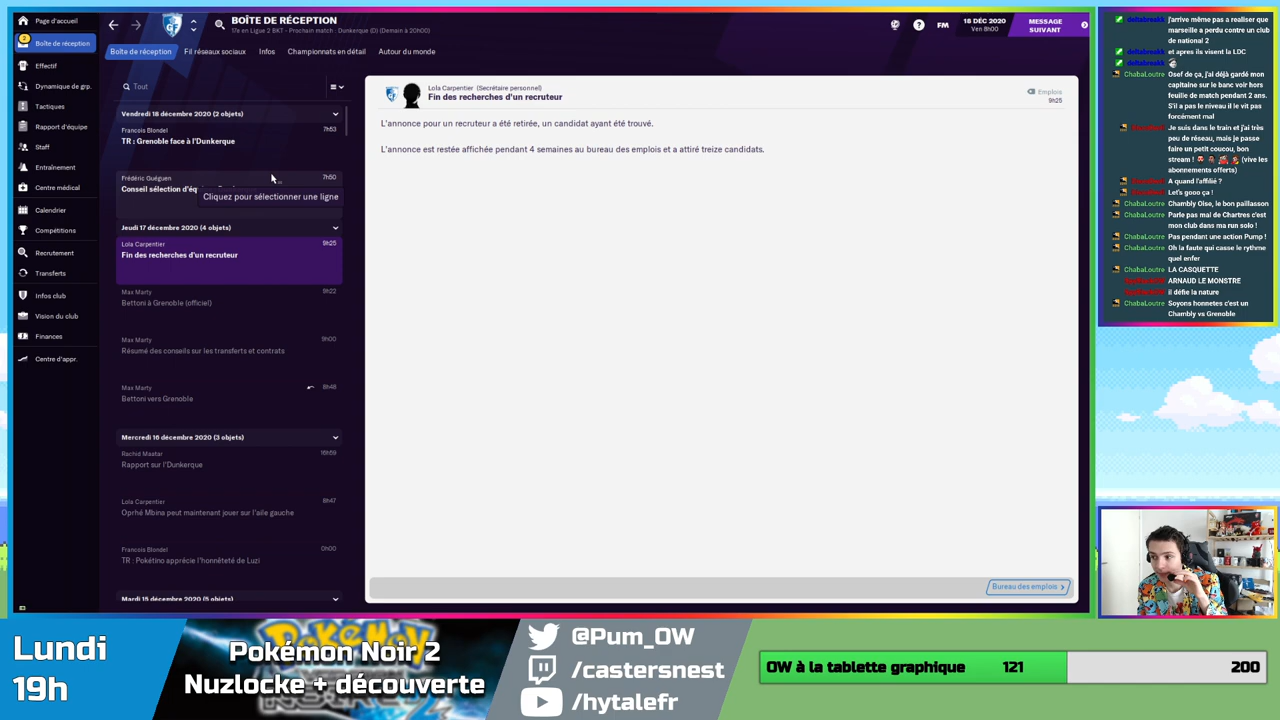 Page d'accueil
2
Boîte de réception
Effectif
Dynamique de grp.
Tactiques
Rapport d'équipe
Staff
Entraînement
Centre médical
Calendrier
Compétitions
Recrutement
Transferts
Infos club
Vision du club
Finances
Centre d'appr.
GF
BOÎTE DE RÉCEPTION
17e en Ligue 2 BKT - Prochain match : Dunkerque (D) (Demain à 20h00)
?
FM
18 DÉC 2020
Ven 8h00
MESSAGE
SUIVANT
Boîte de réception
Fil réseaux sociaux
Infos
Championnats en détail
Autour du monde
Tout
Vendredi 18 décembre 2020 (2 objets)
Francois Blondel
7h53
TR : Grenoble face à l'Dunkerque
Frédéric Guéguen
7h50
Conseil sélection d'éq
Cliquez pour sélectionner une ligne
Jeudi 17 décembre 2020 (4 objets)
Lola Carpentier
9h25
Fin des recherches d'un recruteur
Max Marty
9h22
Bettoni à Grenoble (officiel)
Max Marty
9h00
Résumé des conseils sur les transferts et contrats
Max Marty
8h48
Bettoni vers Grenoble
Mercredi 16 décembre 2020 (3 objets)
Rachid Maatar
16h59
Rapport sur l'Dunkerque
Lola Carpentier
8h47
Oprhé Mbina peut maintenant jouer sur l'aile gauche
Francois Blondel
0h00
TR : Pokétino apprécie l'honnêteté de Luzi
Mardi 15 décembre 2020 (5 objets)
Lola Carpentier (Secrétaire personnel)
Fin des recherches d'un recruteur
Emplois
9h25
L'annonce pour un recruteur a été retirée, un candidat ayant été trouvé.
L'annonce est restée affichée pendant 4 semaines au bureau des emplois et a attiré treize candidats.
Bureau des emplois
deltabreakk j'arrive même pas a realiser que
marseille a perdu contre un club
de national 2
deltabreakk et apres ils visent la LDC
deltabreakk
ChabaLoutre Osef de ça, j'ai déjà gardé mon
capitaine sur le banc voir hors
feuille de match pendant 2 ans.
S'il a pas le niveau il le vit pas
forcément mal
Je suis dans le train et j'ai très
peu de réseau, mais je passe
faire un petit coucou, bon
stream ! (vive les
abonnements offerts)
A quand l'affilié ?
Let's gooo ça !
ChabaLoutre Chambly Oise, le bon paillasson
ChabaLoutre Parle pas mal de Chartres c'est
mon club dans ma run solo !
ChabaLoutre Pas pendant une action Pump !
ChabaLoutre Oh la faute qui casse le rythme
quel enfer
ChabaLoutre LA CASQUETTE
ARNAUD LE MONSTRE
il défie la nature
ChabaLoutre Soyons honnetes c'est un
Chambly vs Grenoble
Lundi
19h
Pokémon Noir 2
Nuzlocke + découverte
@Pum_OW
/castersnest
/hytalefr
OW à la tablette graphique 121 200